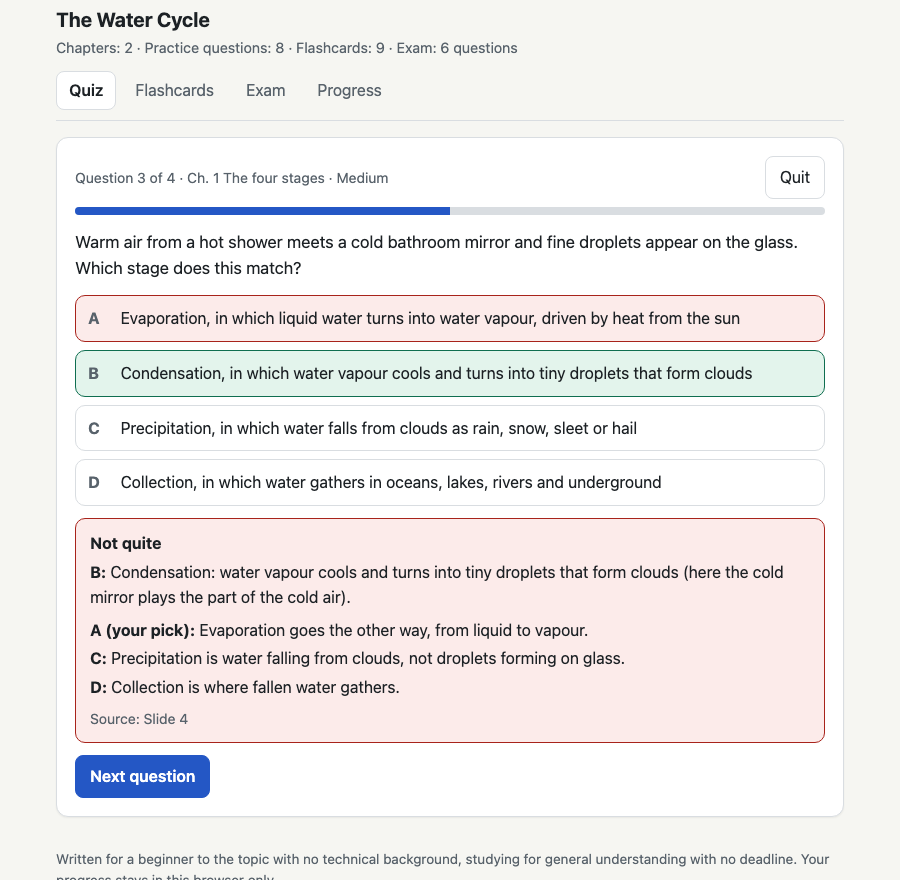 The Water Cycle
Chapters: 2 · Practice questions: 8 · Flashcards: 9 · Exam: 6 questions
Quiz Flashcards Exam Progress
Question 3 of 4 · Ch. 1 The four stages · Medium
Quit
Warm air from a hot shower meets a cold bathroom mirror and fine droplets appear on the glass.
Which stage does this match?
A Evaporation, in which liquid water turns into water vapour, driven by heat from the sun
B Condensation, in which water vapour cools and turns into tiny droplets that form clouds
C Precipitation, in which water falls from clouds as rain, snow, sleet or hail
D Collection, in which water gathers in oceans, lakes, rivers and underground
Not quite
B: Condensation: water vapour cools and turns into tiny droplets that form clouds (here the cold
mirror plays the part of the cold air).
A (your pick): Evaporation goes the other way, from liquid to vapour.
C: Precipitation is water falling from clouds, not droplets forming on glass.
D: Collection is where fallen water gathers.
Source: Slide 4
Next question
Written for a beginner to the topic with no technical background, studying for general understanding with no deadline. Your
progress stays in this browser only.